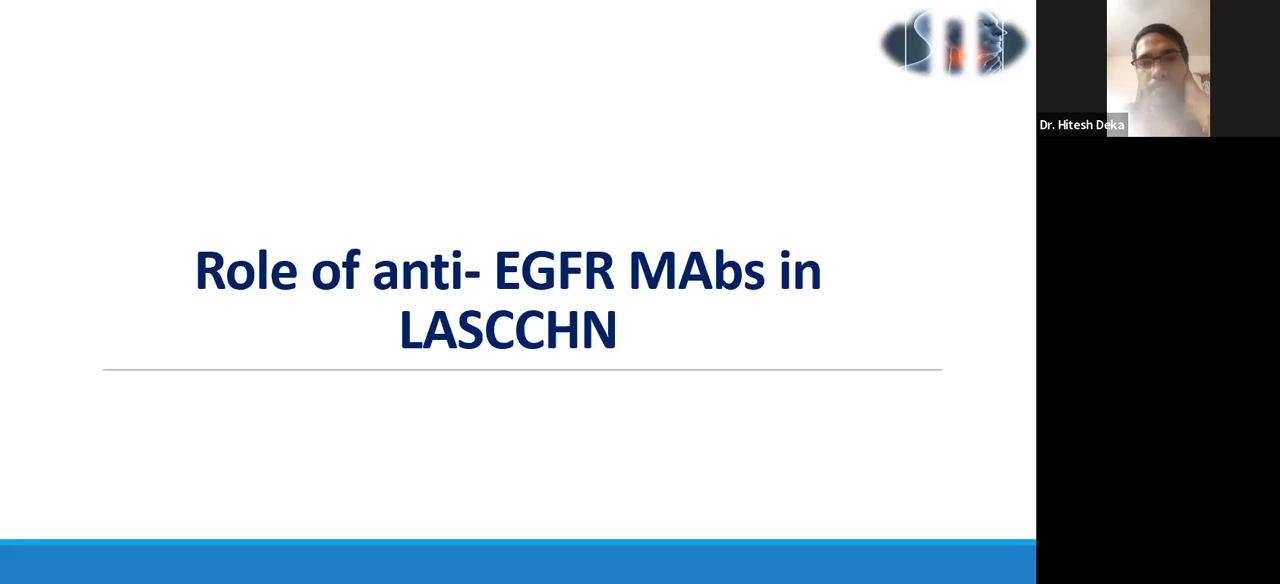 Role of anti- EGFR MAbs in
LASCCHN
Dr. Hitesh Deka